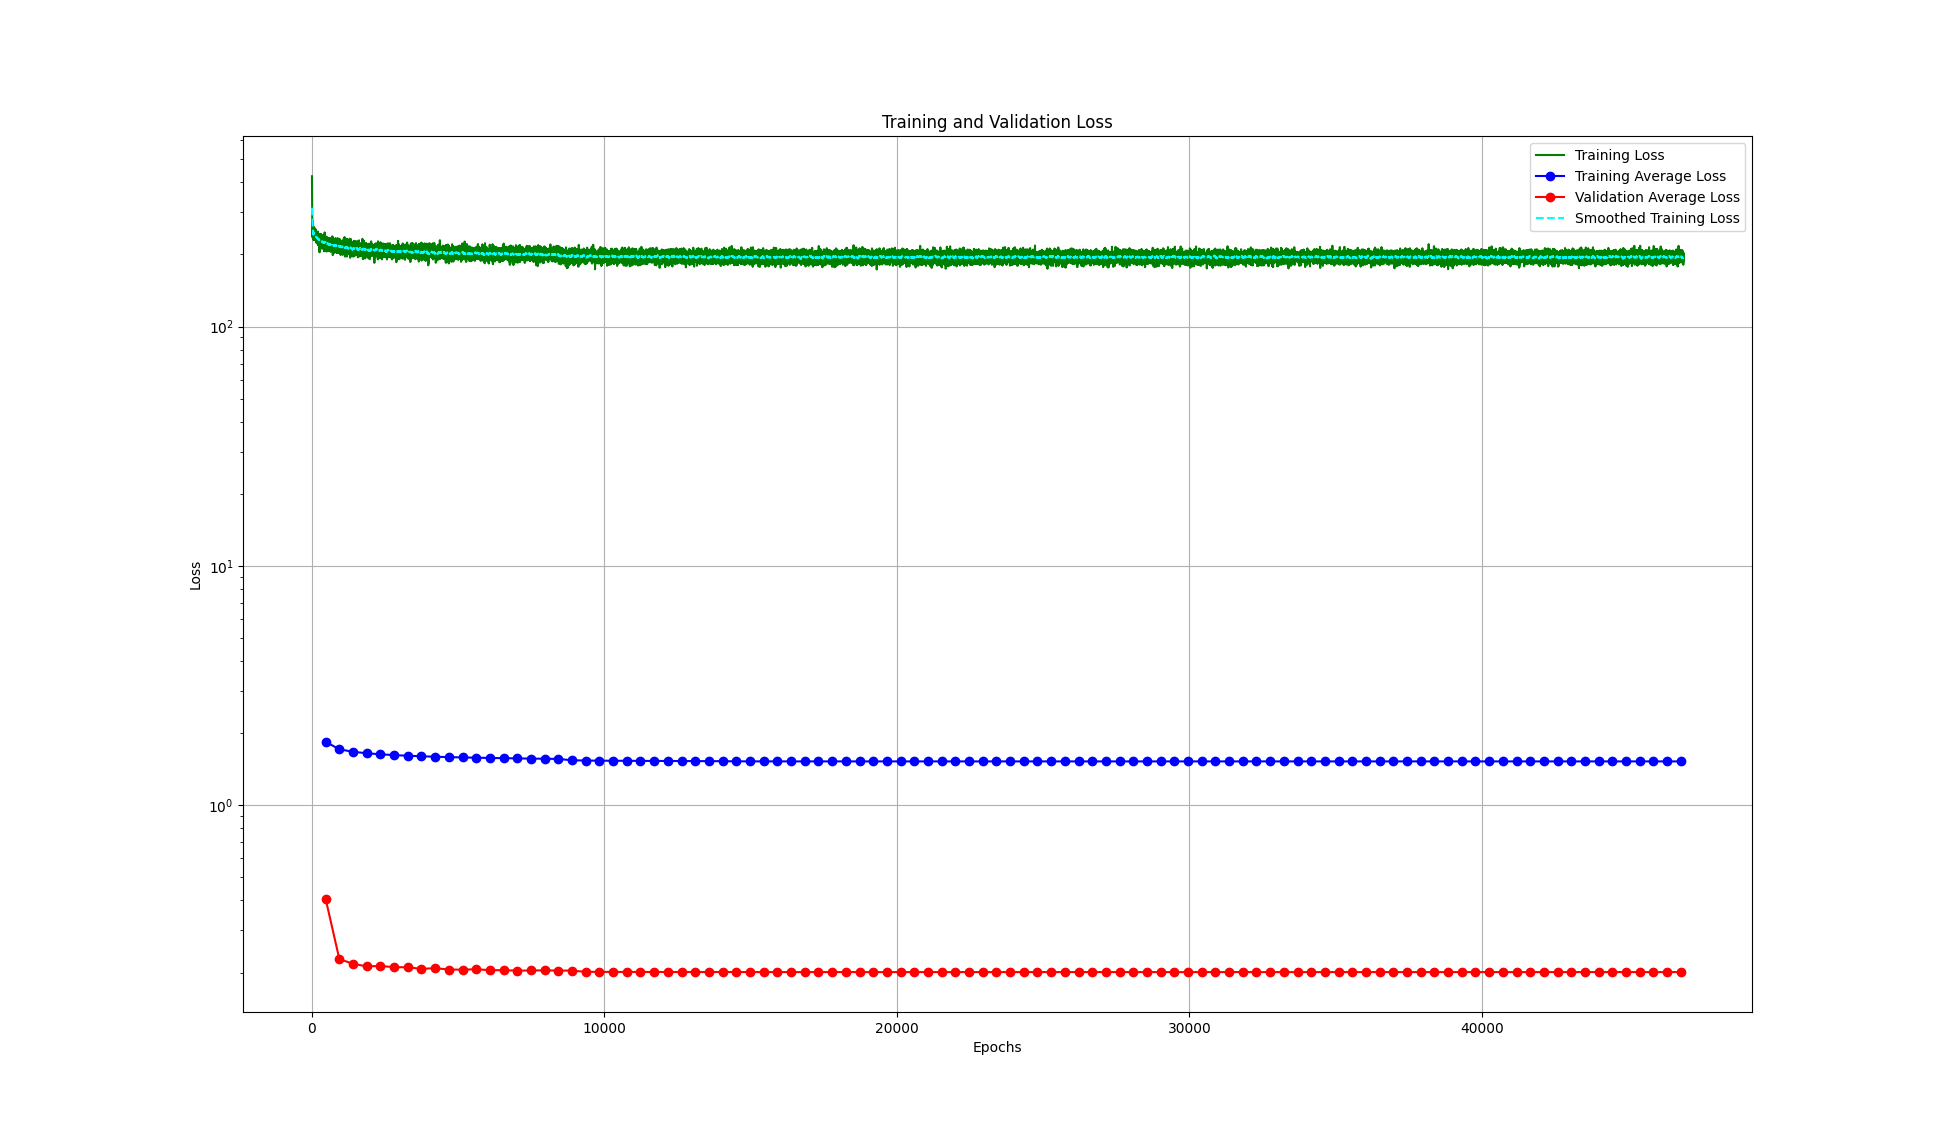 Training and Validation Loss
Training Loss
Training Average Loss
Validation Average Loss
Smoothed Training Loss
10²
10¹
10⁰
Loss
0 10000 20000 30000 40000
Epochs